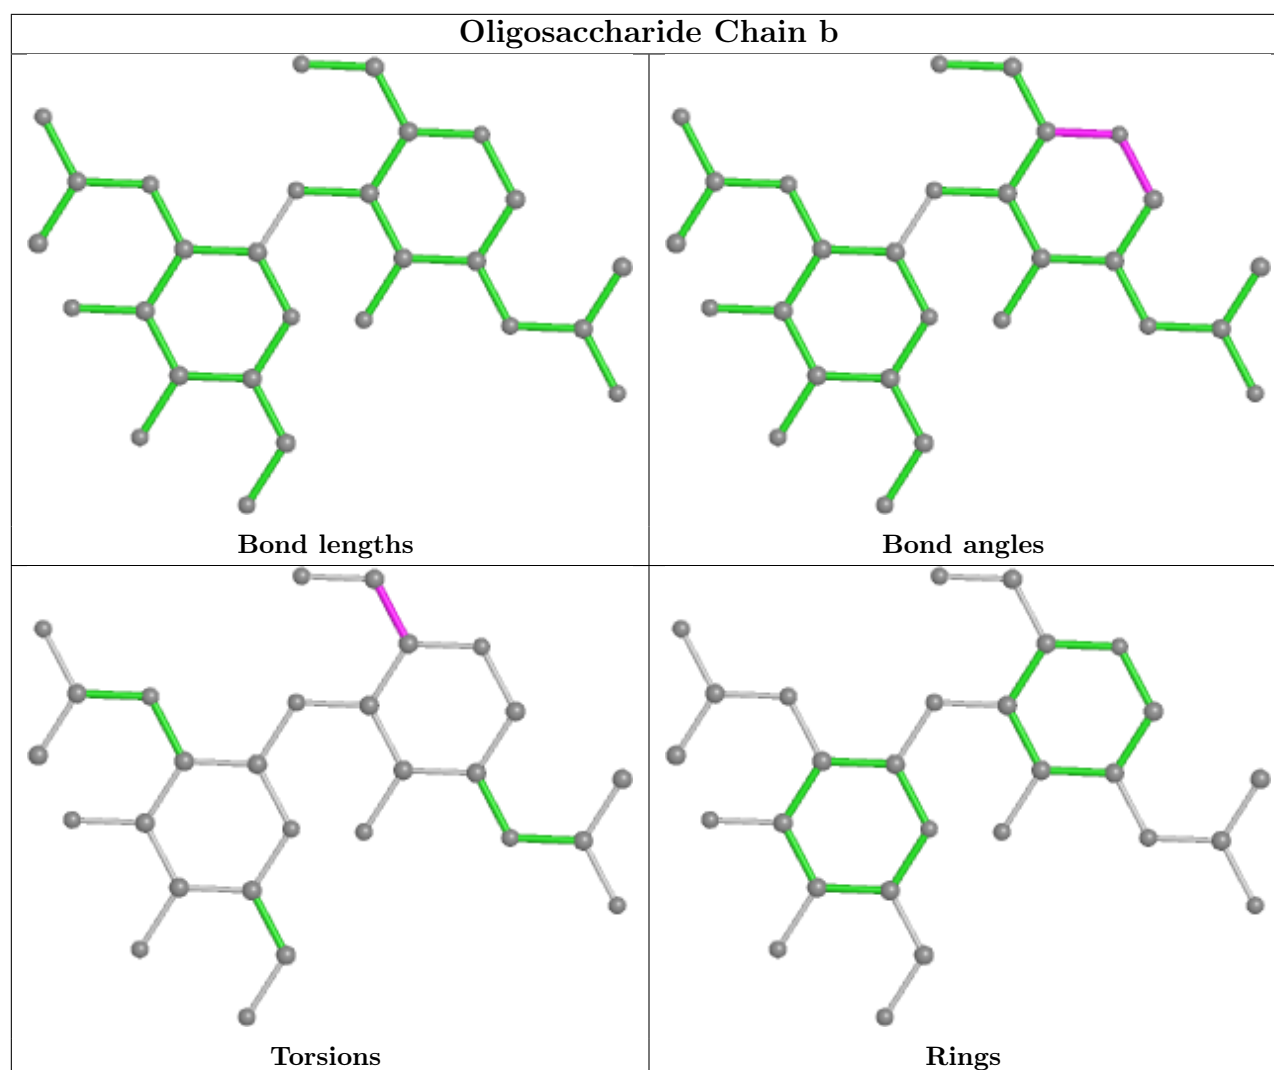 Oligosaccharide Chain b
Bond lengths
Bond angles
Torsions
Rings